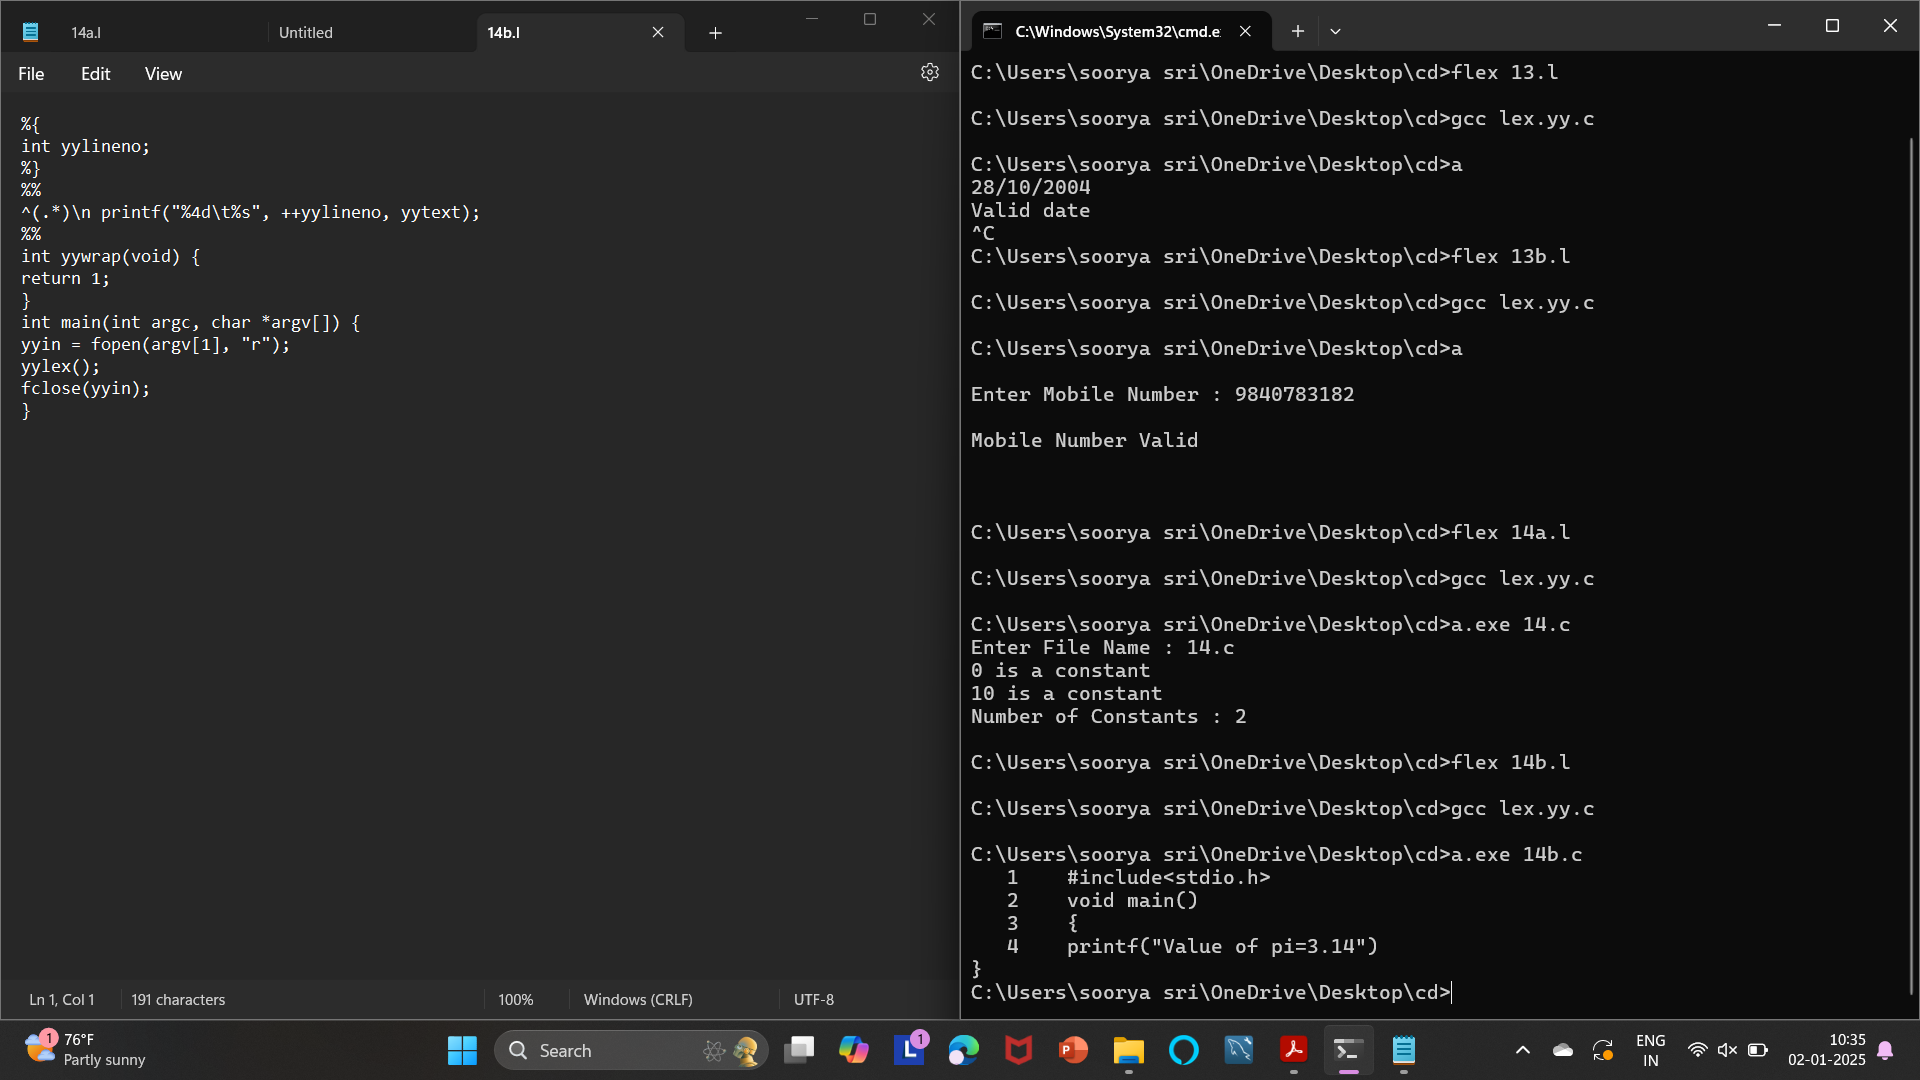 14a.l
Untitled
14b.l
File
Edit
View
%{
int yylineno;
%}
%%
^(.*)\n printf("%4d\t%s", ++yylineno, yytext);
%%
int yywrap(void) {
return 1;
}
int main(int argc, char *argv[]) {
yyin = fopen(argv[1], "r");
yylex();
fclose(yyin);
}
Ln 1, Col 1
191 characters
100%
Windows (CRLF)
UTF-8
C:\Windows\System32\cmd.e
C:\Users\soorya sri\OneDrive\Desktop\cd>flex 13.l
C:\Users\soorya sri\OneDrive\Desktop\cd>gcc lex.yy.c
C:\Users\soorya sri\OneDrive\Desktop\cd>a
28/10/2004
Valid date
^C
C:\Users\soorya sri\OneDrive\Desktop\cd>flex 13b.l
C:\Users\soorya sri\OneDrive\Desktop\cd>gcc lex.yy.c
C:\Users\soorya sri\OneDrive\Desktop\cd>a
Enter Mobile Number : 9840783182
Mobile Number Valid
C:\Users\soorya sri\OneDrive\Desktop\cd>flex 14a.l
C:\Users\soorya sri\OneDrive\Desktop\cd>gcc lex.yy.c
C:\Users\soorya sri\OneDrive\Desktop\cd>a.exe 14.c
Enter File Name : 14.c
0 is a constant
10 is a constant
Number of Constants : 2
C:\Users\soorya sri\OneDrive\Desktop\cd>flex 14b.l
C:\Users\soorya sri\OneDrive\Desktop\cd>gcc lex.yy.c
C:\Users\soorya sri\OneDrive\Desktop\cd>a.exe 14b.c
1 #include<stdio.h>
2 void main()
3 {
4 printf("Value of pi=3.14")
}
C:\Users\soorya sri\OneDrive\Desktop\cd>
1
76°F
Partly sunny
Search
L
1
P
ENG
IN
10:35
02-01-2025